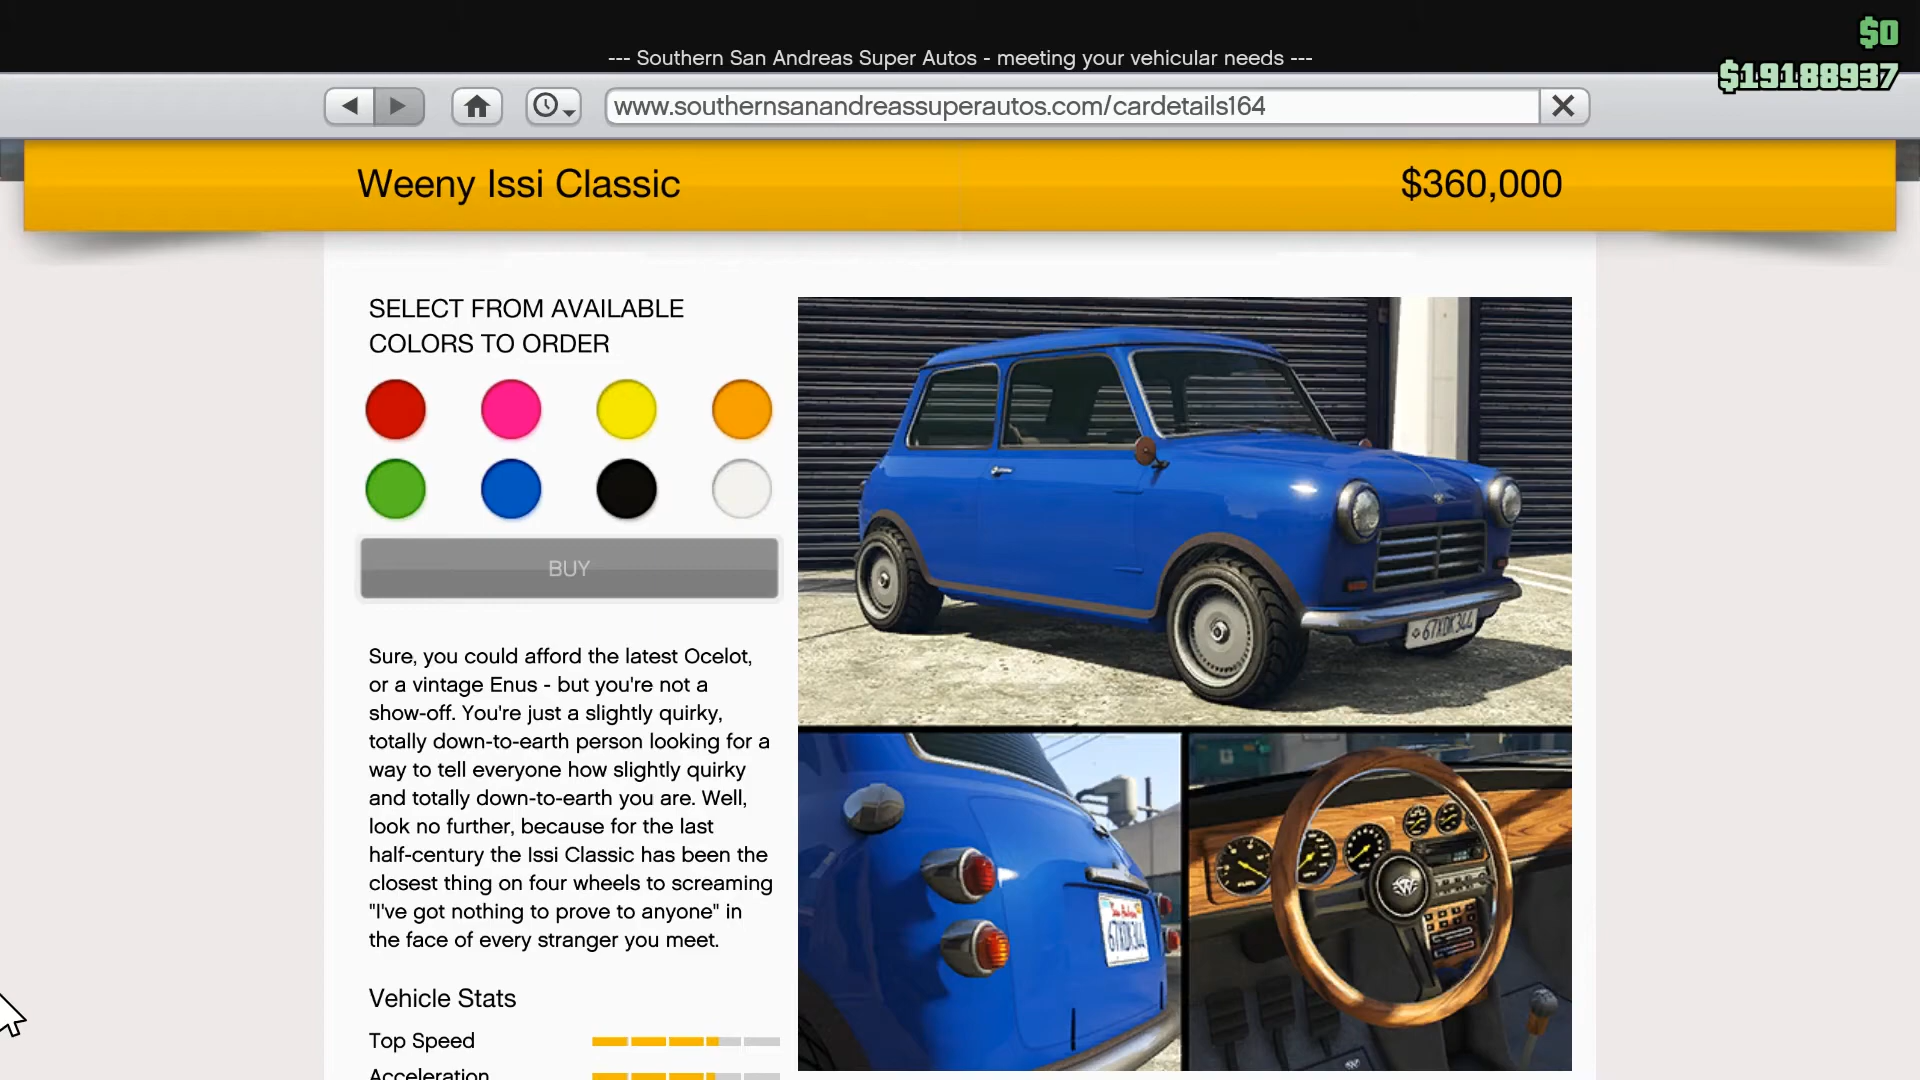 $0
--- Southern San Andreas Super Autos - meeting your vehicular needs ---
$19188937
www.southernsanandreassuperautos.com/cardetails164
Weeny Issi Classic
$360,000
SELECT FROM AVAILABLE
COLORS TO ORDER
BUY
Sure, you could afford the latest Ocelot,
or a vintage Enus - but you're not a
show-off. You're just a slightly quirky,
totally down-to-earth person looking for a
way to tell everyone how slightly quirky
and totally down-to-earth you are. Well,
look no further, because for the last
half-century the Issi Classic has been the
closest thing on four wheels to screaming
"I've got nothing to prove to anyone" in
the face of every stranger you meet.
Vehicle Stats
Top Speed
Acceleration
67XDK344
67XDK344